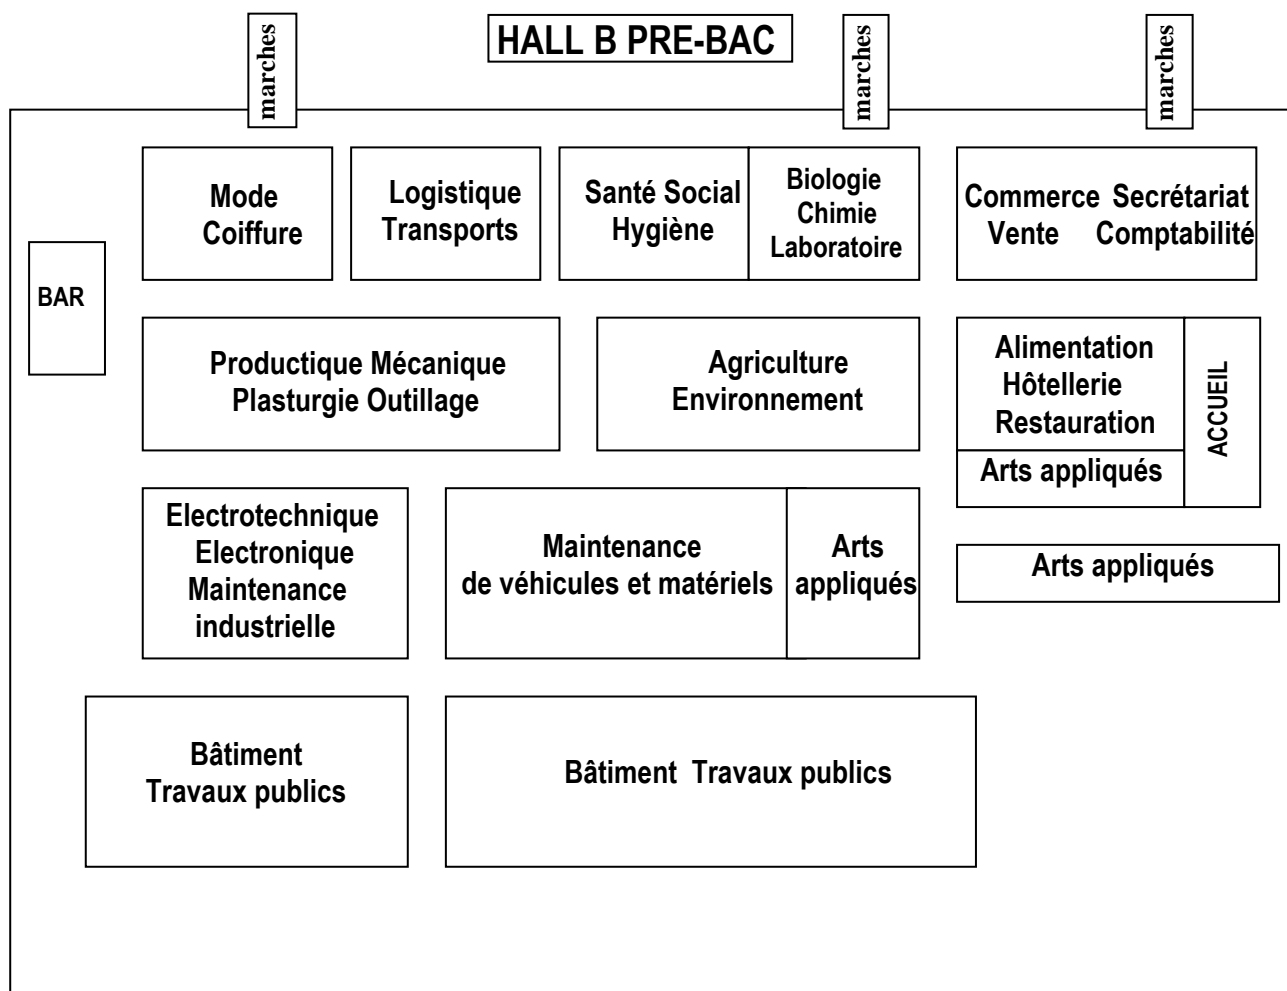 HALL B PRE-BAC
marches
marches
marches
Mode
Coiffure
Logistique
Transports
Santé Social
Hygiène
Biologie
Chimie
Laboratoire
Commerce Secrétariat
Vente Comptabilité
BAR
Productique Mécanique
Plasturgie Outillage
Agriculture
Environnement
Alimentation
Hôtellerie
Restauration
ACCUEIL
Arts appliqués
Electrotechnique
Electronique
Maintenance
industrielle
Maintenance
de véhicules et matériels
Arts
appliqués
Arts appliqués
Bâtiment
Travaux publics
Bâtiment Travaux publics